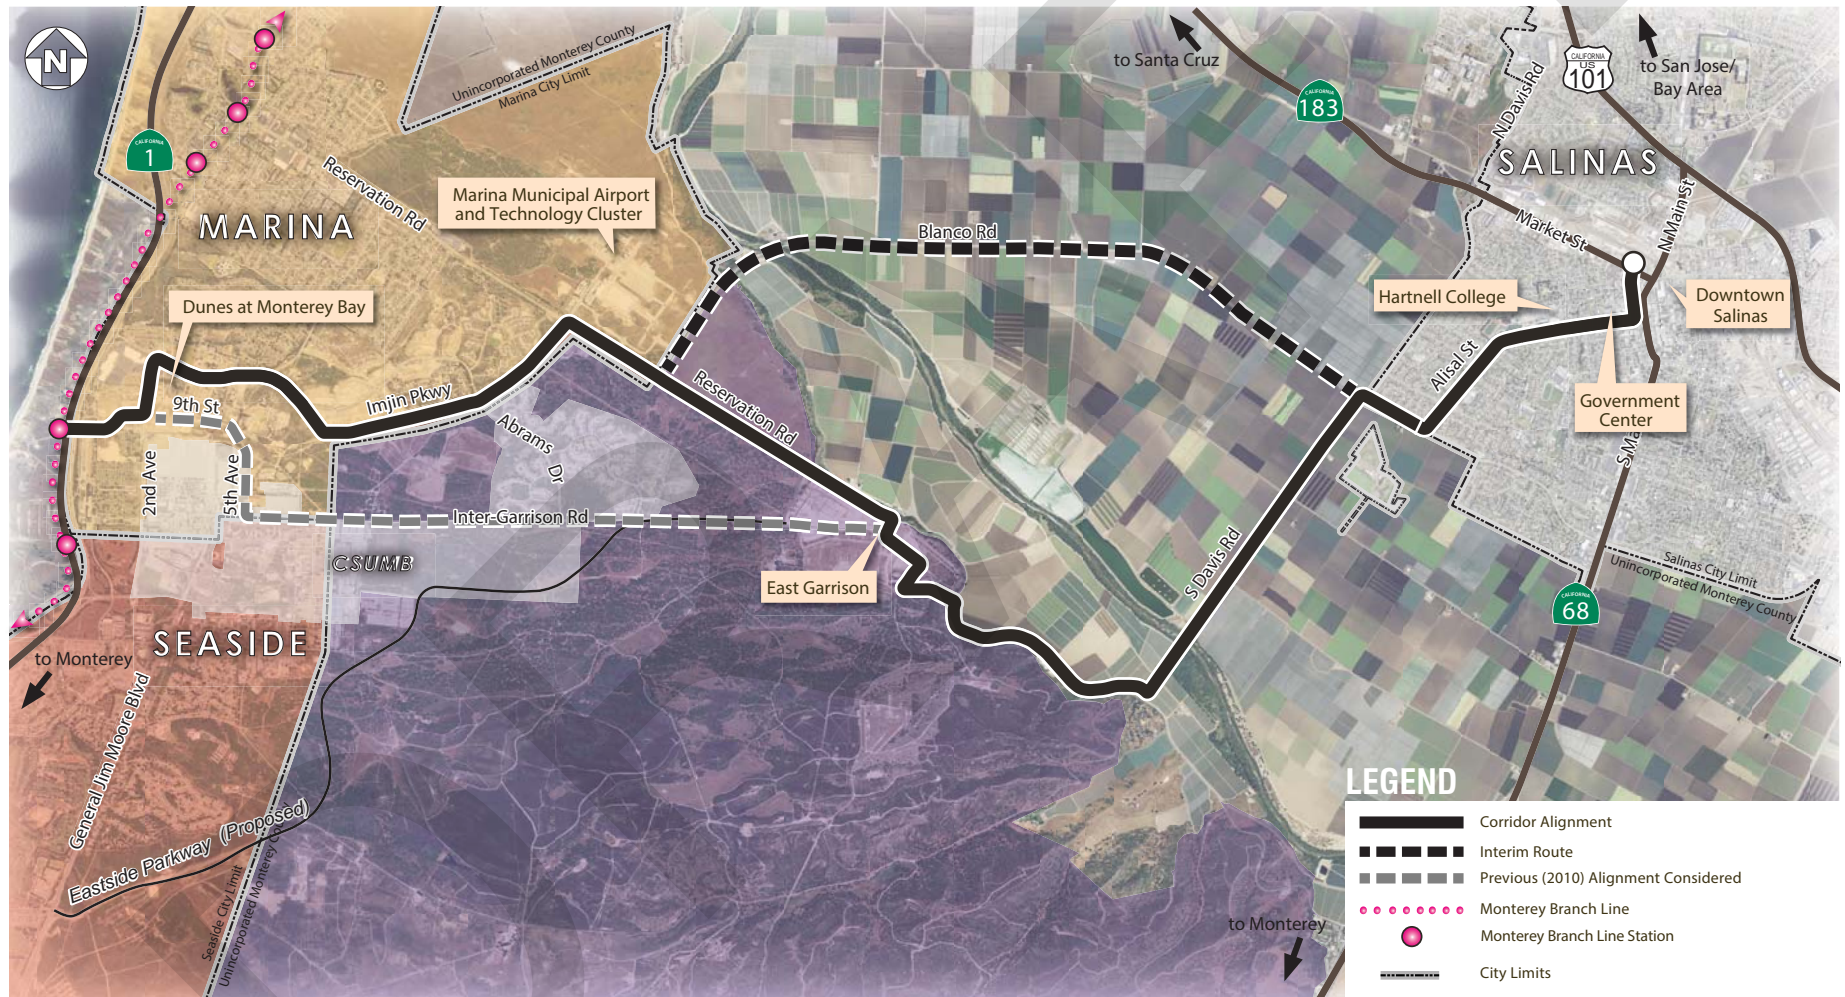 N
to Santa Cruz
CALIFORNIA
183
CALIFORNIA
US
101
to San Jose/
Bay Area
Unincorporated Monterey County
Marina City Limit
N Davis Rd
CALIFORNIA
1
Reservation Rd
Marina Municipal Airport
and Technology Cluster
SALINAS
MARINA
Blanco Rd
Market St
N Main St
Dunes at Monterey Bay
Hartnell College
Downtown
Salinas
Imjin Pkwy
9th St
Reservation Rd
Alisal St
Government
Center
Abrams
Dr
2nd Ave
5th Ave
Inter-Garrison Rd
CSUMB
East Garrison
S Davis Rd
Salinas City Limit
Unincorporated Monterey County
CALIFORNIA
68
SEASIDE
to Monterey
General Jim Moore Blvd
Eastside Parkway (Proposed)
Seaside City Limit
to Monterey
LEGEND
Corridor Alignment
Interim Route
Previous (2010) Alignment Considered
Monterey Branch Line
Monterey Branch Line Station
City Limits